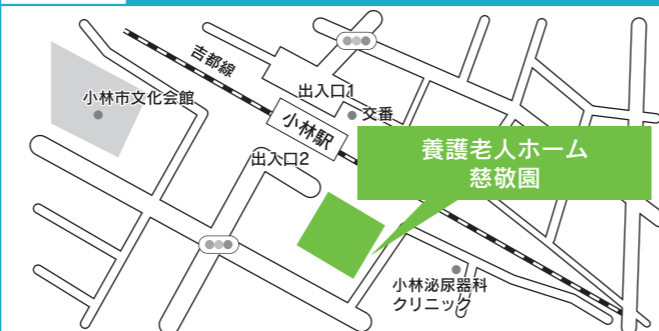 吉都線
小林市文化会館
出入口1
交番
小林駅
出入口2
養護老人ホーム
慈敬園
小林泌尿器科
クリニック